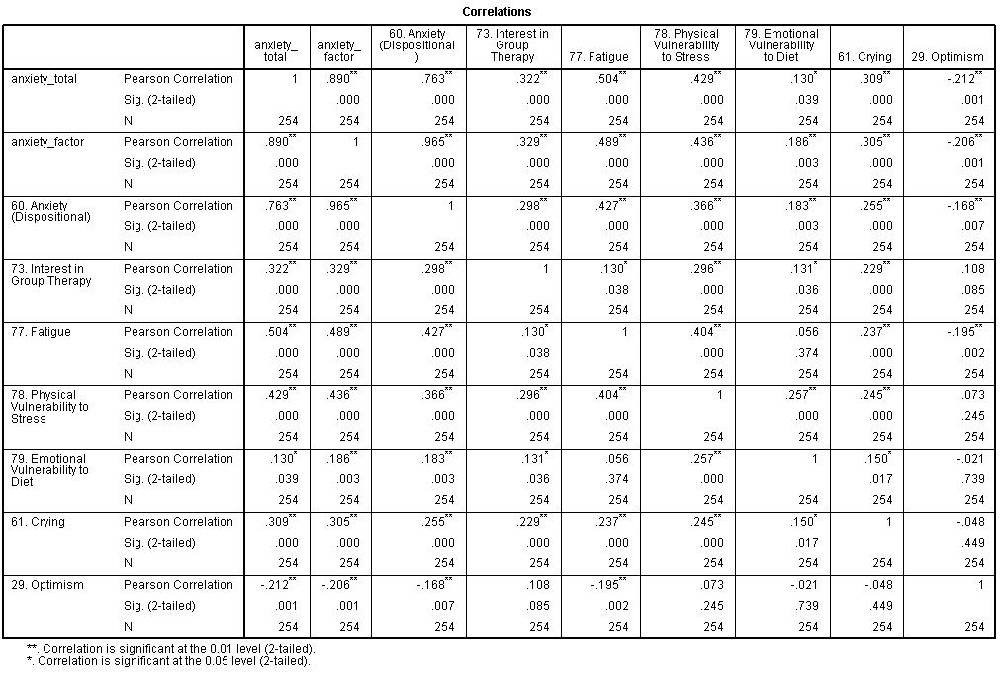 Correlations
anxiety_ total anxiety_ factor 60. Anxiety (Dispositional ) 73. Interest in Group Therapy 77. Fatigue 78. Physical Vulnerability to Stress 79. Emotional Vulnerability to Diet 61. Crying 29. Optimism
anxiety_total Pearson Correlation 1 .890** .763** .322** .504** .429** .130* .309** -.212**
Sig. (2-tailed) .000 .000 .000 .000 .000 .039 .000 .001
N 254 254 254 254 254 254 254 254 254
anxiety_factor Pearson Correlation .890** 1 .965** .329** .489** .436** .186** .305** -.206**
Sig. (2-tailed) .000 .000 .000 .000 .000 .003 .000 .001
N 254 254 254 254 254 254 254 254 254
60. Anxiety (Dispositional) Pearson Correlation .763** .965** 1 .298** .427** .366** .183** .255** -.168**
Sig. (2-tailed) .000 .000 .000 .000 .000 .003 .000 .007
N 254 254 254 254 254 254 254 254 254
73. Interest in Group Therapy Pearson Correlation .322** .329** .298** 1 .130* .296** .131* .229** .108
Sig. (2-tailed) .000 .000 .000 .038 .000 .036 .000 .085
N 254 254 254 254 254 254 254 254 254
77. Fatigue Pearson Correlation .504** .489** .427** .130* 1 .404** .056 .237** -.195**
Sig. (2-tailed) .000 .000 .000 .038 .000 .374 .000 .002
N 254 254 254 254 254 254 254 254 254
78. Physical Vulnerability to Stress Pearson Correlation .429** .436** .366** .296** .404** 1 .257** .245** .073
Sig. (2-tailed) .000 .000 .000 .000 .000 .000 .000 .245
N 254 254 254 254 254 254 254 254 254
79. Emotional Vulnerability to Diet Pearson Correlation .130* .186** .183** .131* .056 .257** 1 .150* -.021
Sig. (2-tailed) .039 .003 .003 .036 .374 .000 .017 .739
N 254 254 254 254 254 254 254 254 254
61. Crying Pearson Correlation .309** .305** .255** .229** .237** .245** .150* 1 -.048
Sig. (2-tailed) .000 .000 .000 .000 .000 .000 .017 .449
N 254 254 254 254 254 254 254 254 254
29. Optimism Pearson Correlation -.212** -.206** -.168** .108 -.195** .073 -.021 -.048 1
Sig. (2-tailed) .001 .001 .007 .085 .002 .245 .739 .449
N 254 254 254 254 254 254 254 254 254
**. Correlation is significant at the 0.01 level (2-tailed).
*. Correlation is significant at the 0.05 level (2-tailed).